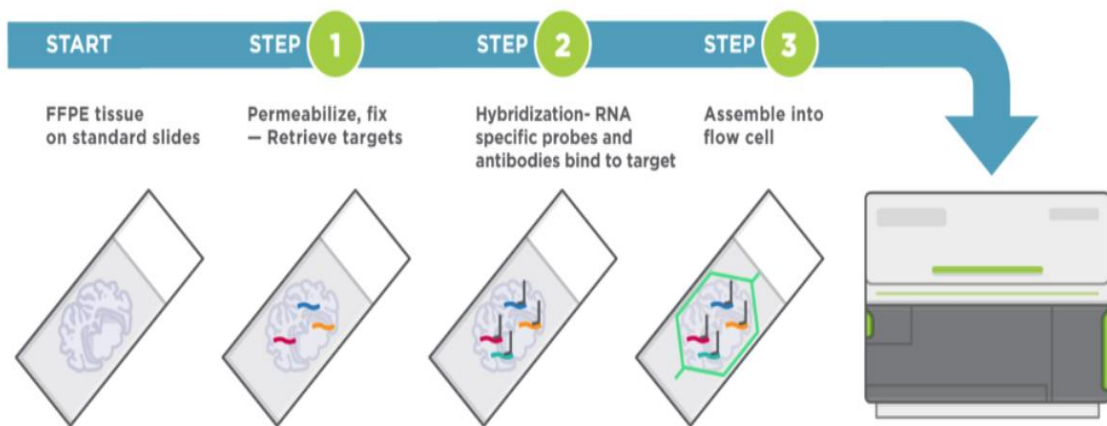 START
STEP 1
STEP 2
STEP 3
FFPE tissue
on standard slides
Permeabilize, fix
— Retrieve targets
Hybridization- RNA
specific probes and
antibodies bind to target
Assemble into
flow cell